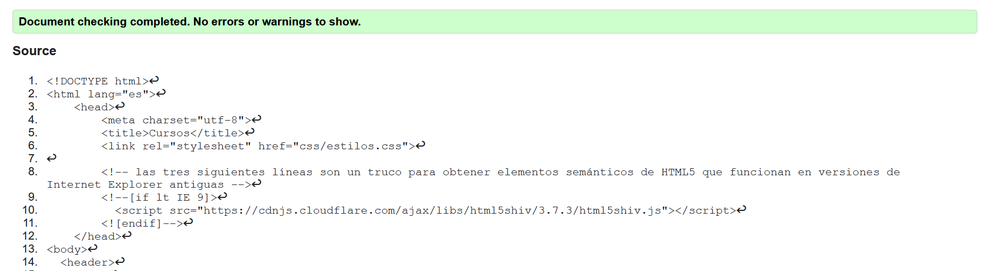 Document checking completed. No errors or warnings to show.
Source
1. <!DOCTYPE html>↩
2. <html lang="es">↩
3. <head>↩
4. <meta charset="utf-8">↩
5. <title>Cursos</title>↩
6. <link rel="stylesheet" href="css/estilos.css">↩
7. ↩
8. <!-- las tres siguientes líneas son un truco para obtener elementos semánticos de HTML5 que funcionan en versiones de
Internet Explorer antiguas -->↩
9. <!--[if lt IE 9]>↩
10. <script src="https://cdnjs.cloudflare.com/ajax/libs/html5shiv/3.7.3/html5shiv.js"></script>↩
11. <![endif]-->↩
12. </head>↩
13. <body>↩
14. <header>↩